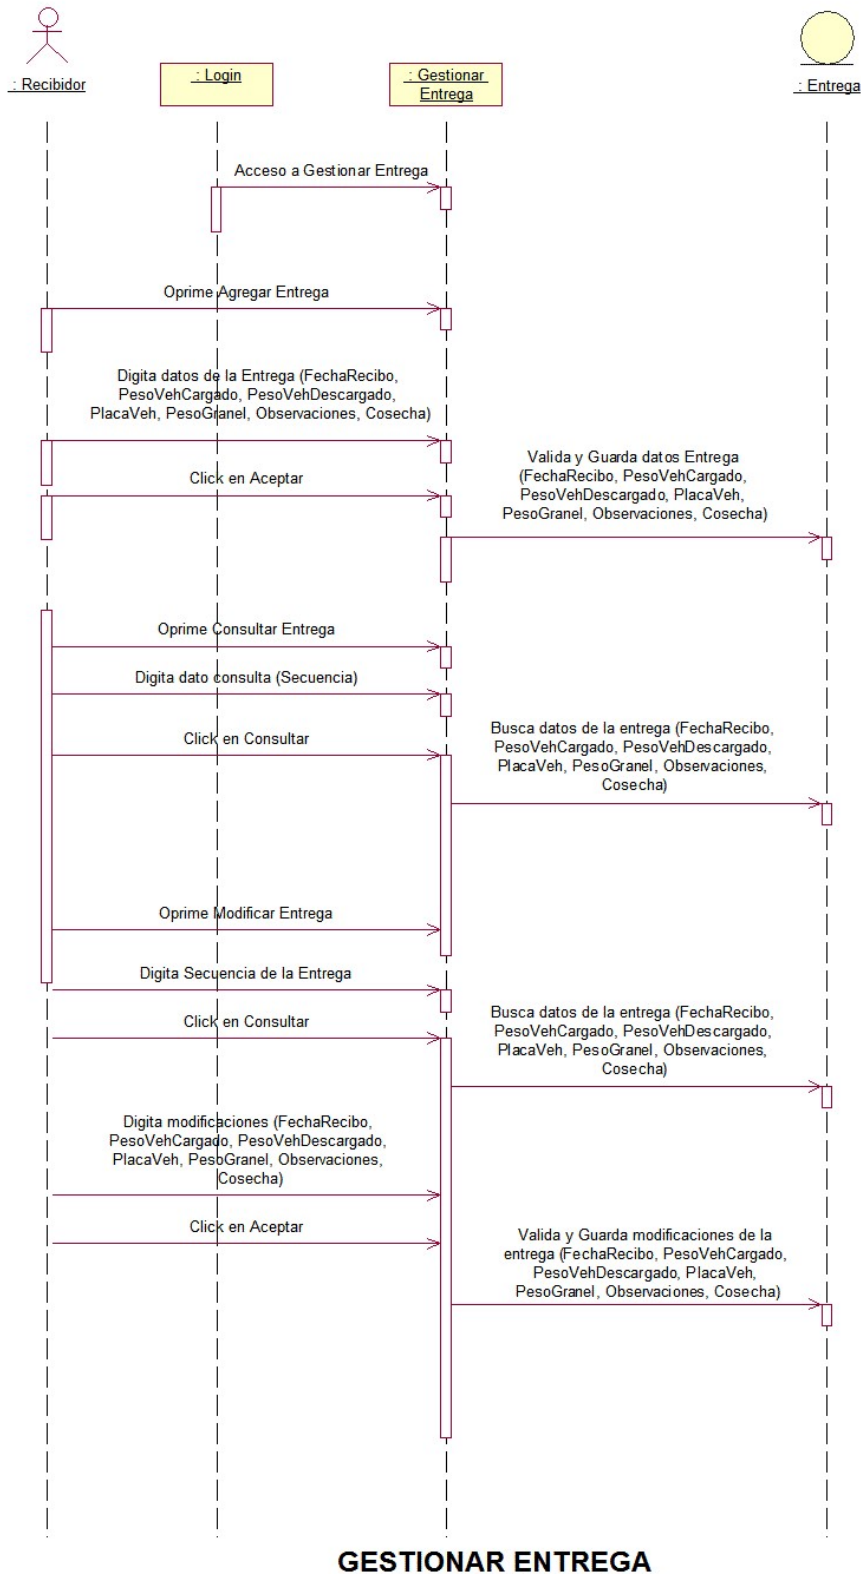 : Recibidor
: Login
: Gestionar
Entrega
: Entrega
Acceso a Gestionar Entrega
Oprime Agregar Entrega
Digita datos de la Entrega (FechaRecibo,
PesoVehCargado, PesoVehDescargado,
PlacaVeh, PesoGranel, Observaciones, Cosecha)
Click en Aceptar
Valida y Guarda datos Entrega
(FechaRecibo, PesoVehCargado,
PesoVehDescargado, PlacaVeh,
PesoGranel, Observaciones, Cosecha)
Oprime Consultar Entrega
Digita dato consulta (Secuencia)
Click en Consultar
Busca datos de la entrega (FechaRecibo,
PesoVehCargado, PesoVehDescargado,
PlacaVeh, PesoGranel, Observaciones,
Cosecha)
Oprime Modificar Entrega
Digita Secuencia de la Entrega
Click en Consultar
Busca datos de la entrega (FechaRecibo,
PesoVehCargado, PesoVehDescargado,
PlacaVeh, PesoGranel, Observaciones,
Cosecha)
Digita modificaciones (FechaRecibo,
PesoVehCargado, PesoVehDescargado,
PlacaVeh, PesoGranel, Observaciones,
Cosecha)
Click en Aceptar
Valida y Guarda modificaciones de la
entrega (FechaRecibo, PesoVehCargado,
PesoVehDescargado, PlacaVeh,
PesoGranel, Observaciones, Cosecha)
GESTIONAR ENTREGA